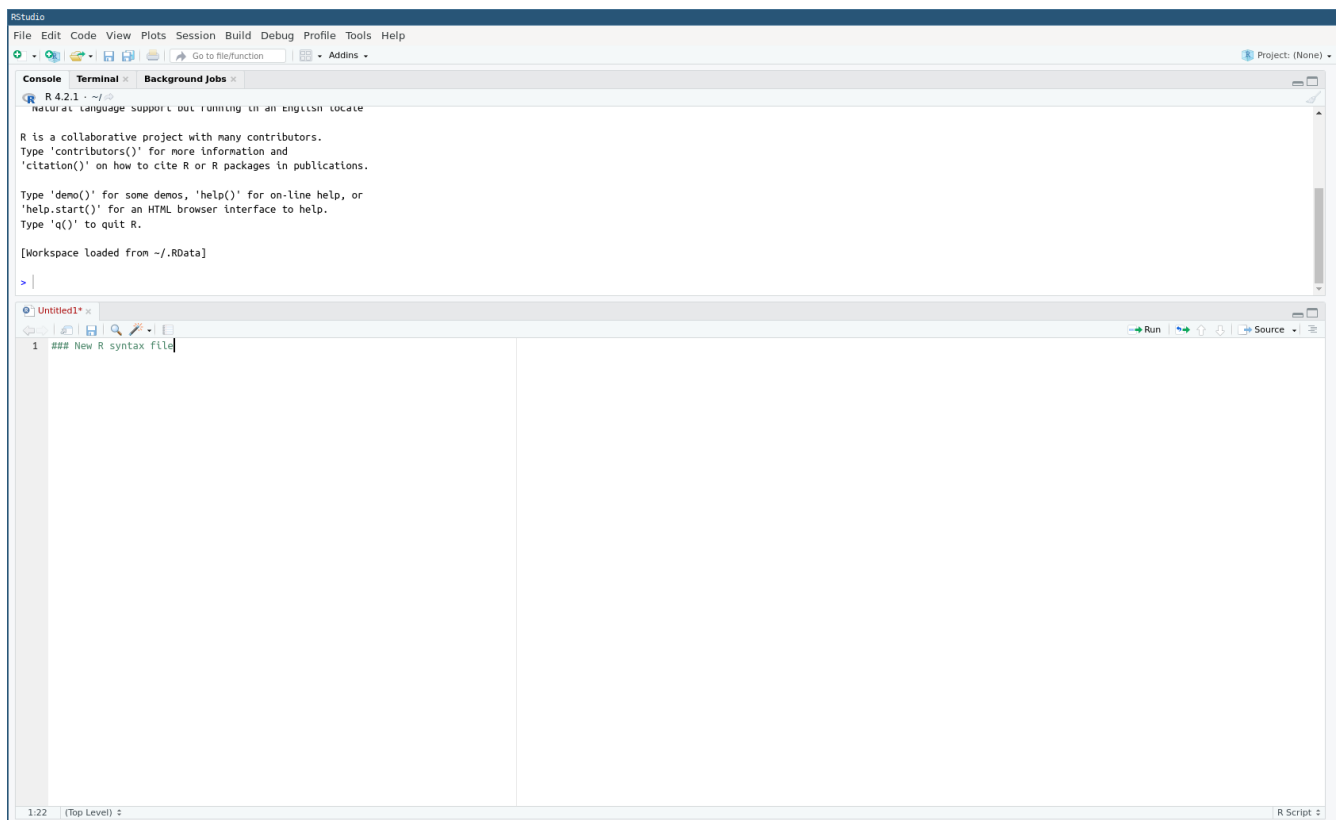 RStudio
File Edit Code View Plots Session Build Debug Profile Tools Help
Go to file/function Addins Project: (None)
Console Terminal Background Jobs
R 4.2.1 · ~/
Natural language support but running in an English locale
R is a collaborative project with many contributors.
Type 'contributors()' for more information and
'citation()' on how to cite R or R packages in publications.
Type 'demo()' for some demos, 'help()' for on-line help, or
'help.start()' for an HTML browser interface to help.
Type 'q()' to quit R.
[Workspace loaded from ~/.RData]
>
Untitled1*
Run Source
1 ### New R syntax file
1:22 (Top Level) R Script